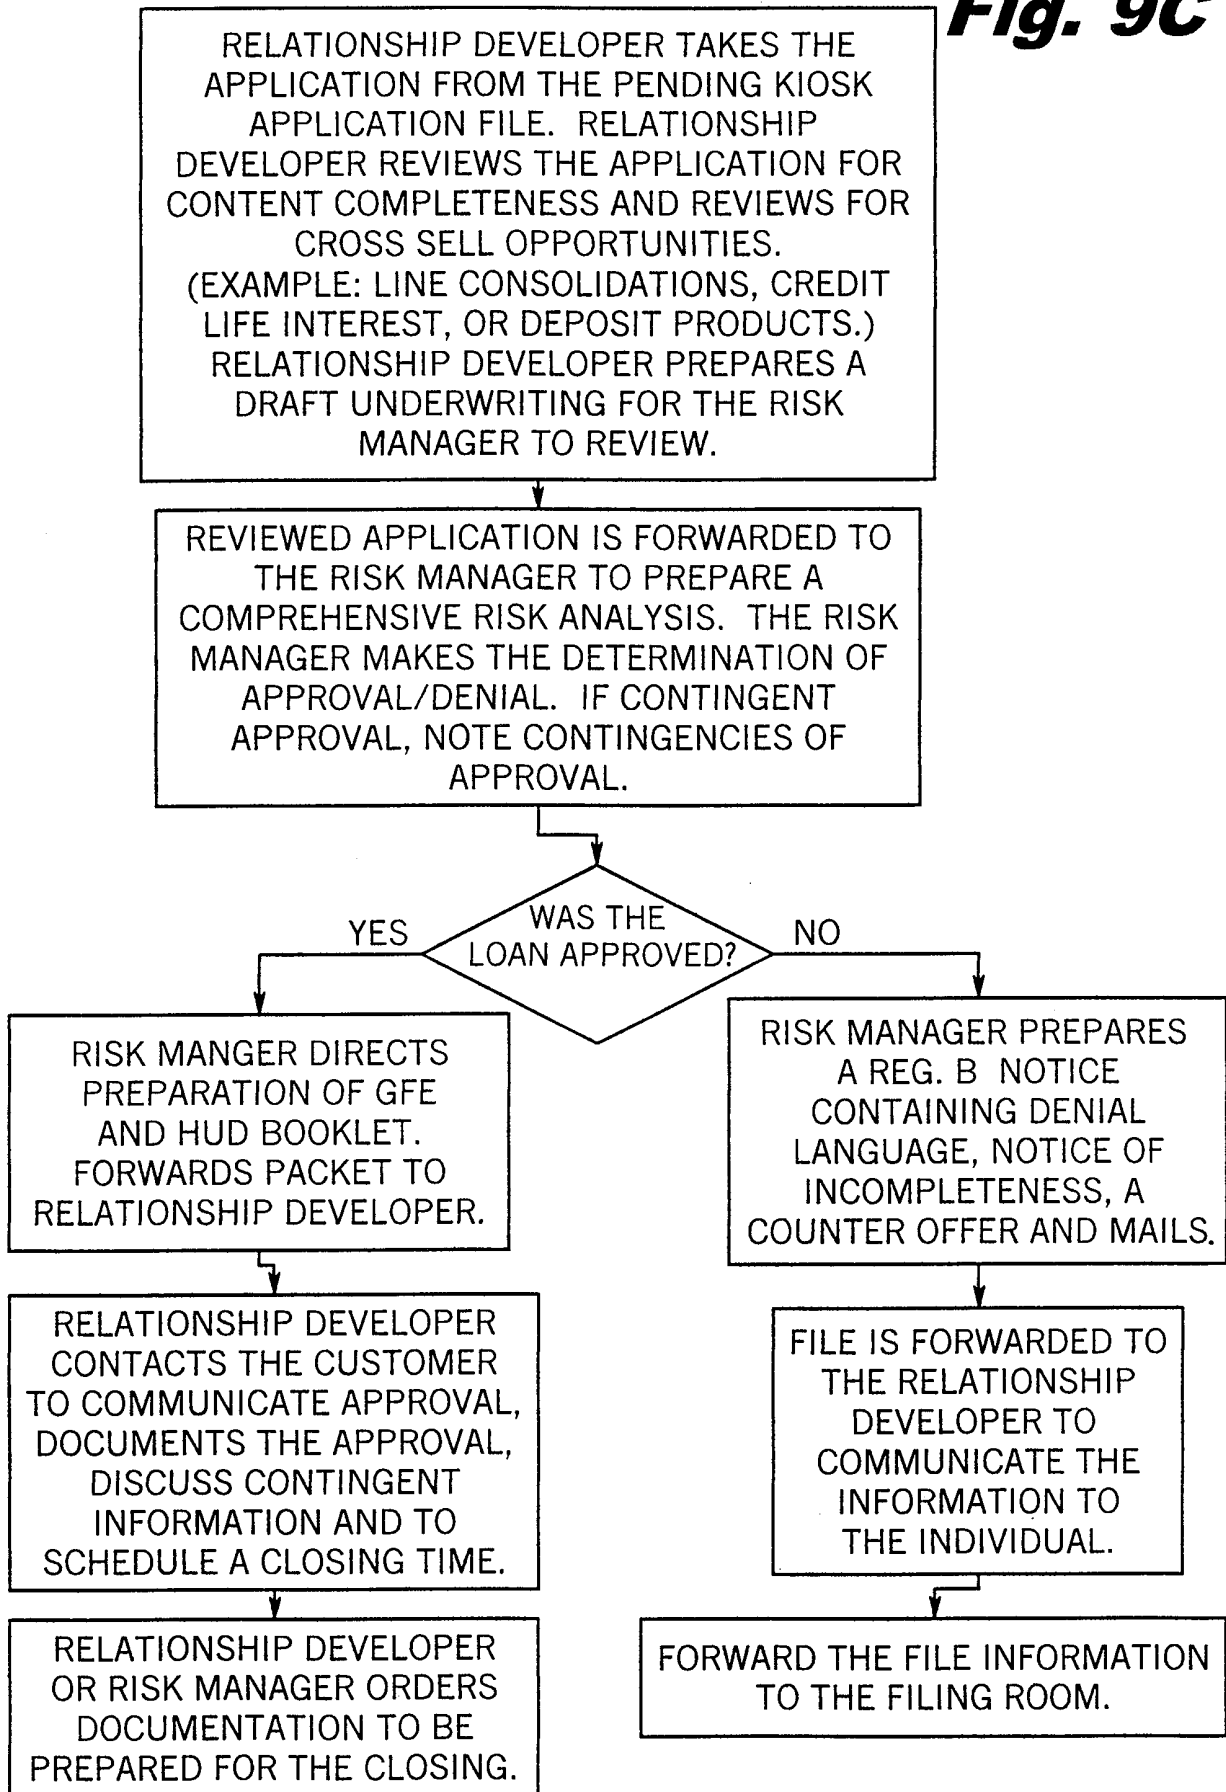 Fig. 9C
RELATIONSHIP DEVELOPER TAKES THE
APPLICATION FROM THE PENDING KIOSK
APPLICATION FILE. RELATIONSHIP
DEVELOPER REVIEWS THE APPLICATION FOR
CONTENT COMPLETENESS AND REVIEWS FOR
CROSS SELL OPPORTUNITIES.
(EXAMPLE: LINE CONSOLIDATIONS, CREDIT
LIFE INTEREST, OR DEPOSIT PRODUCTS.)
RELATIONSHIP DEVELOPER PREPARES A
DRAFT UNDERWRITING FOR THE RISK
MANAGER TO REVIEW.
REVIEWED APPLICATION IS FORWARDED TO
THE RISK MANAGER TO PREPARE A
COMPREHENSIVE RISK ANALYSIS. THE RISK
MANAGER MAKES THE DETERMINATION OF
APPROVAL/DENIAL. IF CONTINGENT
APPROVAL, NOTE CONTINGENCIES OF
APPROVAL.
WAS THE
LOAN APPROVED?
YES
NO
RISK MANGER DIRECTS
PREPARATION OF GFE
AND HUD BOOKLET.
FORWARDS PACKET TO
RELATIONSHIP DEVELOPER.
RELATIONSHIP DEVELOPER
CONTACTS THE CUSTOMER
TO COMMUNICATE APPROVAL,
DOCUMENTS THE APPROVAL,
DISCUSS CONTINGENT
INFORMATION AND TO
SCHEDULE A CLOSING TIME.
RELATIONSHIP DEVELOPER
OR RISK MANAGER ORDERS
DOCUMENTATION TO BE
PREPARED FOR THE CLOSING.
RISK MANAGER PREPARES
A REG. B NOTICE
CONTAINING DENIAL
LANGUAGE, NOTICE OF
INCOMPLETENESS, A
COUNTER OFFER AND MAILS.
FILE IS FORWARDED TO
THE RELATIONSHIP
DEVELOPER TO
COMMUNICATE THE
INFORMATION TO
THE INDIVIDUAL.
FORWARD THE FILE INFORMATION
TO THE FILING ROOM.